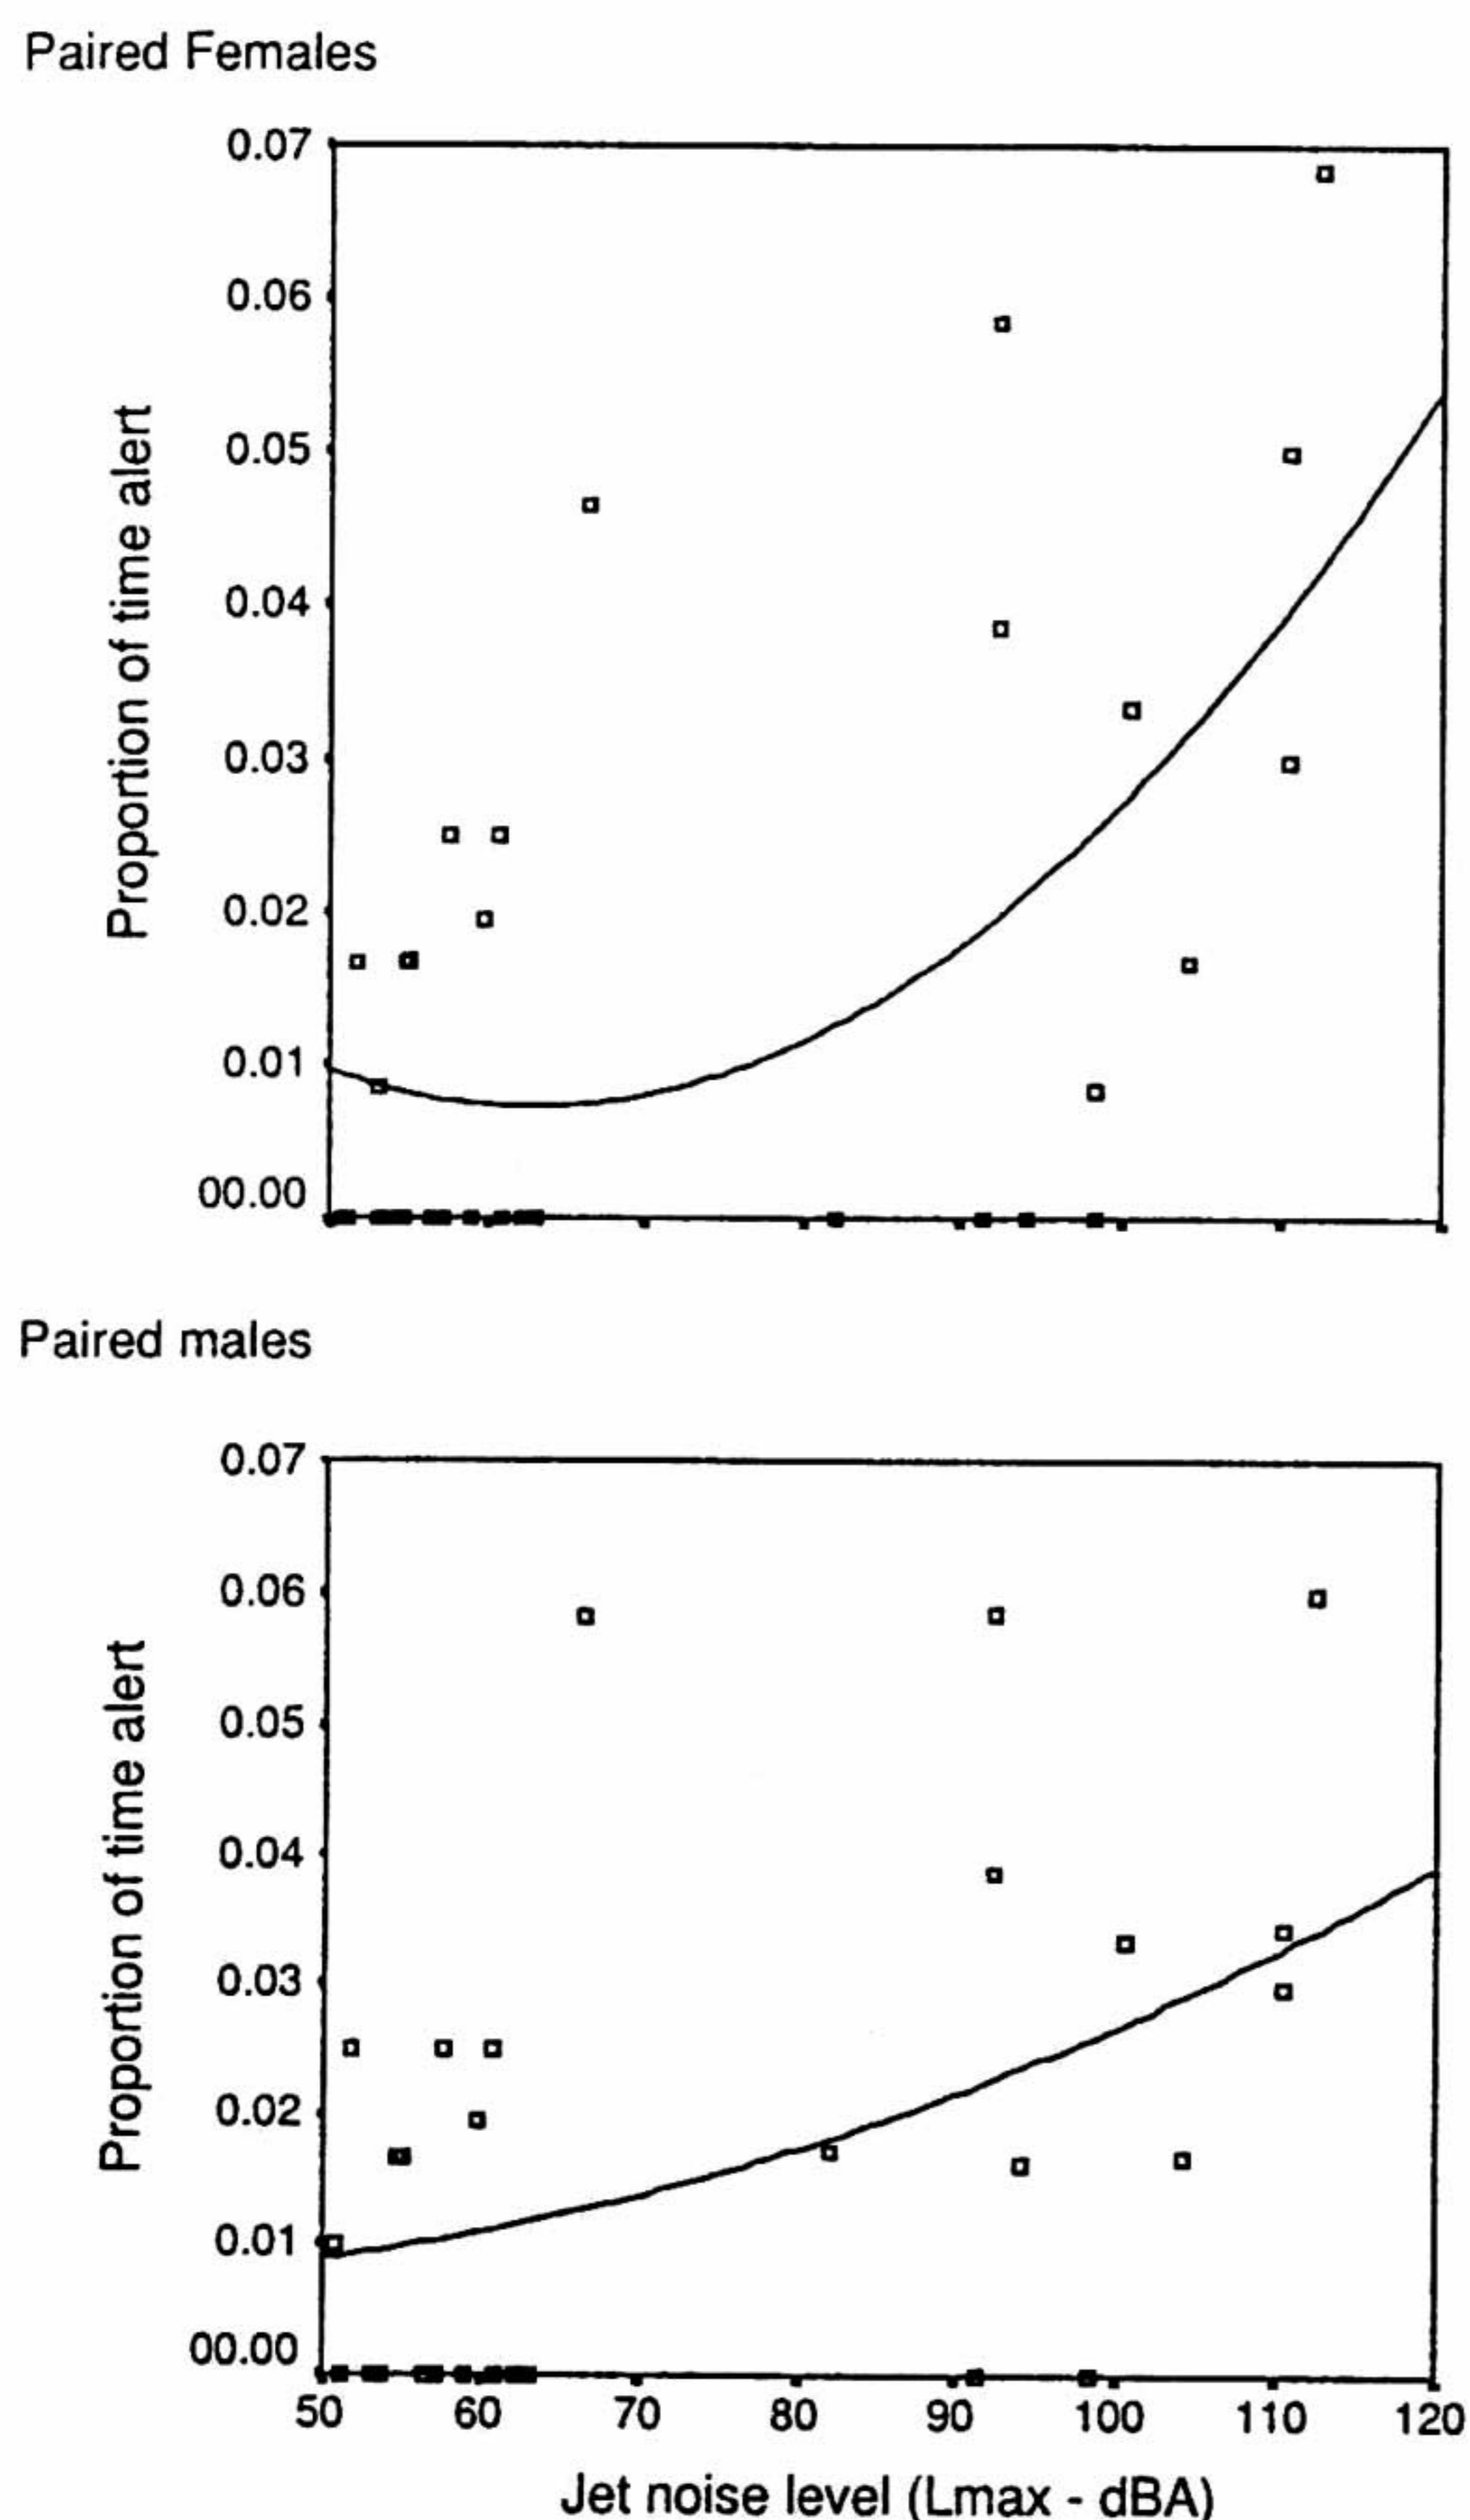 Paired Females
0.07
0.06
0.05
0.04
0.03
0.02
0.01
00.00
Proportion of time alert
Paired males
0.07
0.06
0.05
0.04
0.03
0.02
0.01
00.00
Proportion of time alert
50 60 70 80 90 100 110 120
Jet noise level (Lmax - dBA)